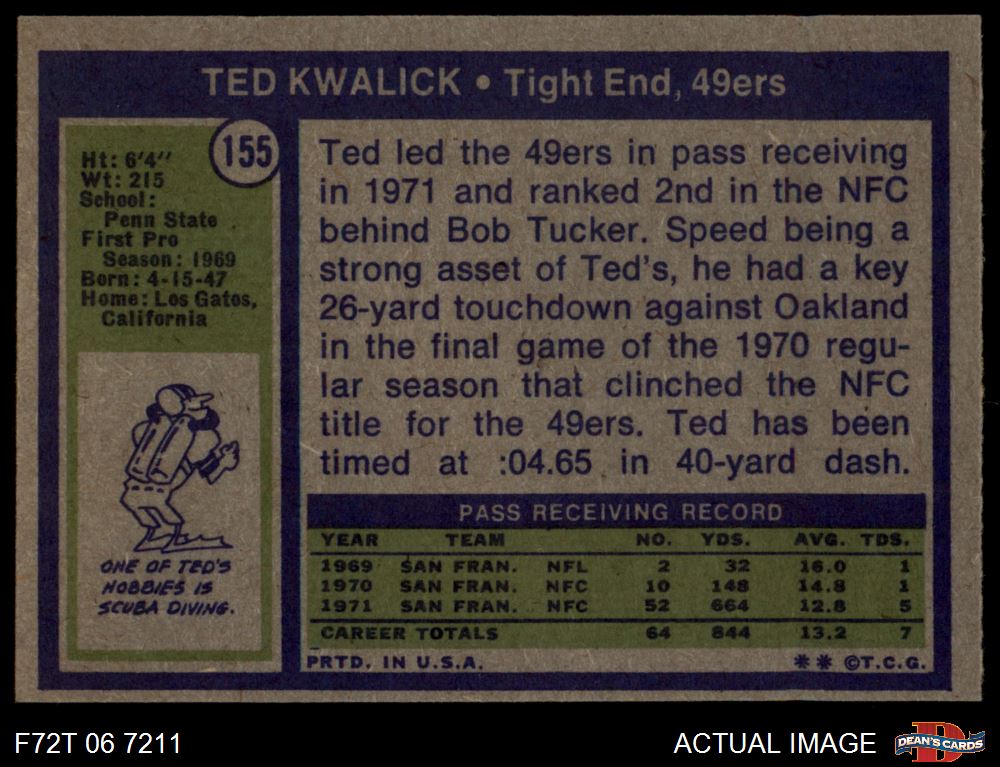 TED KWALICK • Tight End, 49ers
155
Ht: 6'4"
Wt: 215
School:
Penn State
First Pro
Season: 1969
Born: 4-15-47
Home: Los Gatos,
California
ONE OF TED'S
HOBBIES IS
SCUBA DIVING.
Ted led the 49ers in pass receiving
in 1971 and ranked 2nd in the NFC
behind Bob Tucker. Speed being a
strong asset of Ted's, he had a key
26-yard touchdown against Oakland
in the final game of the 1970 regu-
lar season that clinched the NFC
title for the 49ers. Ted has been
timed at :04.65 in 40-yard dash.
PASS RECEIVING RECORD
YEAR TEAM NO. YDS. AVG. TDS.
1969 SAN FRAN. NFL 2 32 16.0 1
1970 SAN FRAN. NFC 10 148 14.8 1
1971 SAN FRAN. NFC 52 664 12.8 5
CAREER TOTALS 64 844 13.2 7
PRTD. IN U.S.A. ** ©T.C.G.
F72T 06 7211
ACTUAL IMAGE
D
DEAN'S CARDS